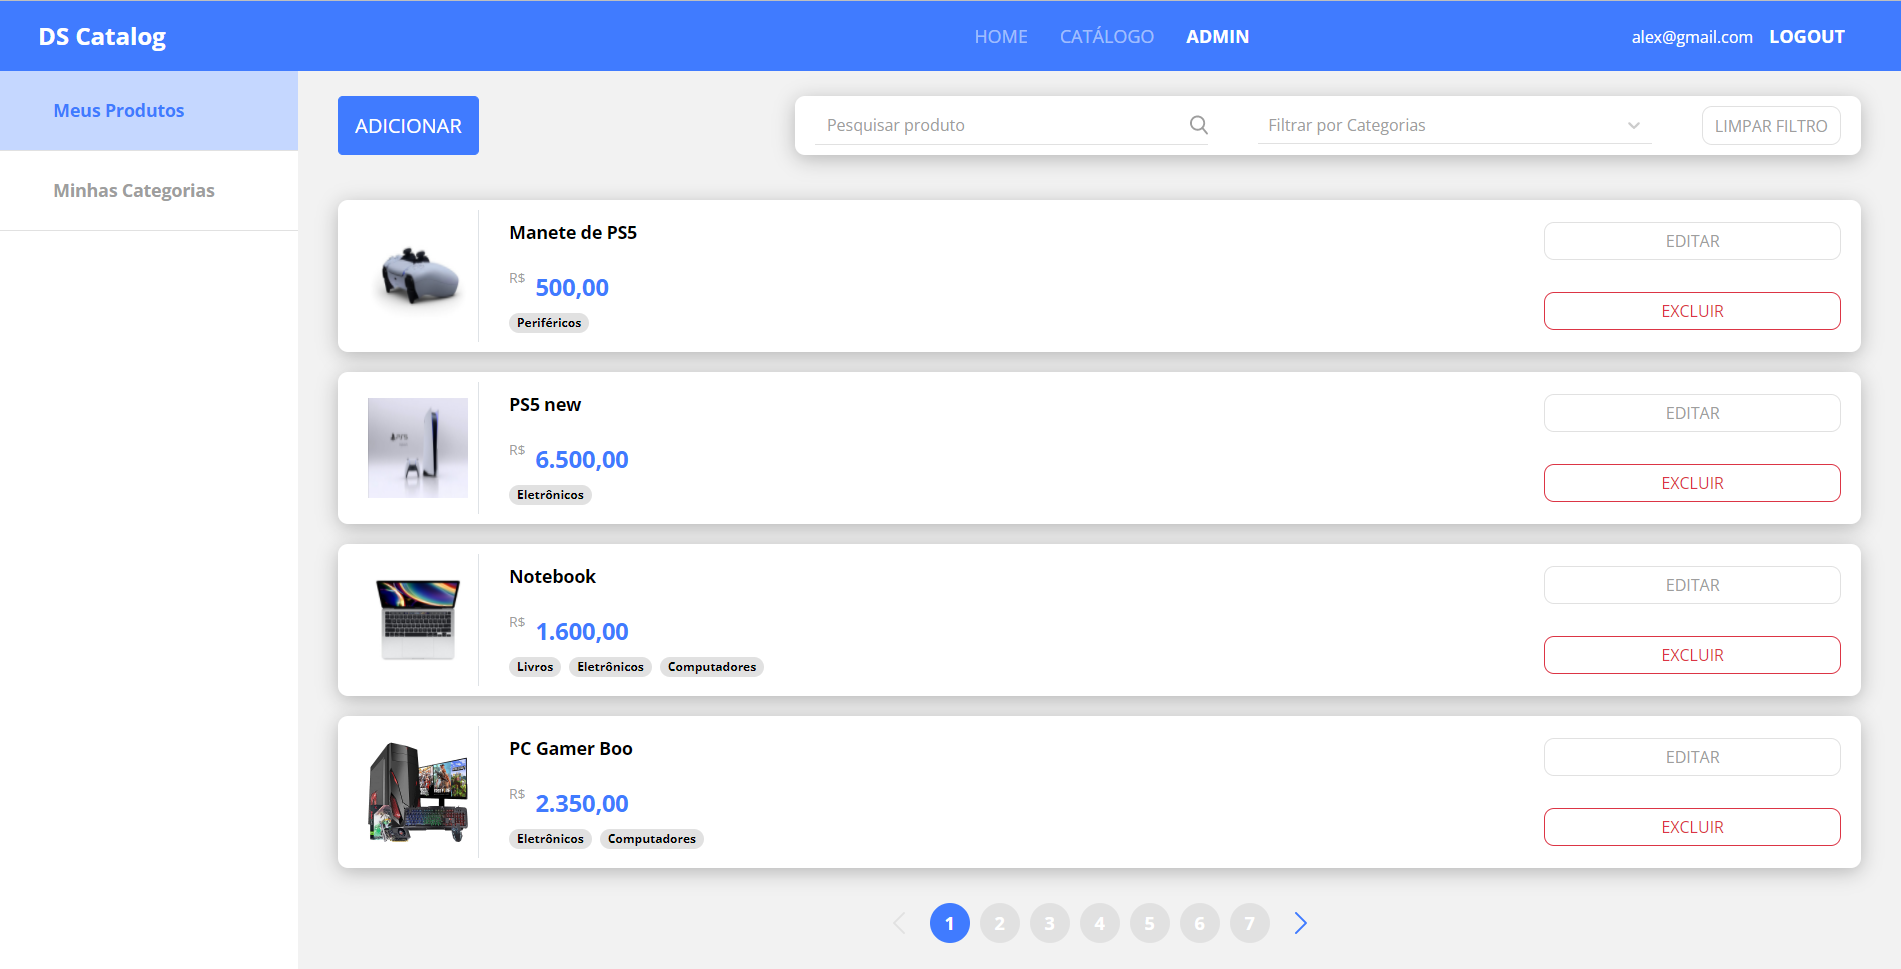 DS Catalog
HOME CATÁLOGO ADMIN
alex@gmail.com LOGOUT
Meus Produtos
Minhas Categorias
ADICIONAR
Pesquisar produto
Filtrar por Categorias
LIMPAR FILTRO
Manete de PS5
R$ 500,00
Periféricos
EDITAR
EXCLUIR
PS5 new
R$ 6.500,00
Eletrônicos
EDITAR
EXCLUIR
Notebook
R$ 1.600,00
Livros Eletrônicos Computadores
EDITAR
EXCLUIR
PC Gamer Boo
R$ 2.350,00
Eletrônicos Computadores
EDITAR
EXCLUIR
1 2 3 4 5 6 7